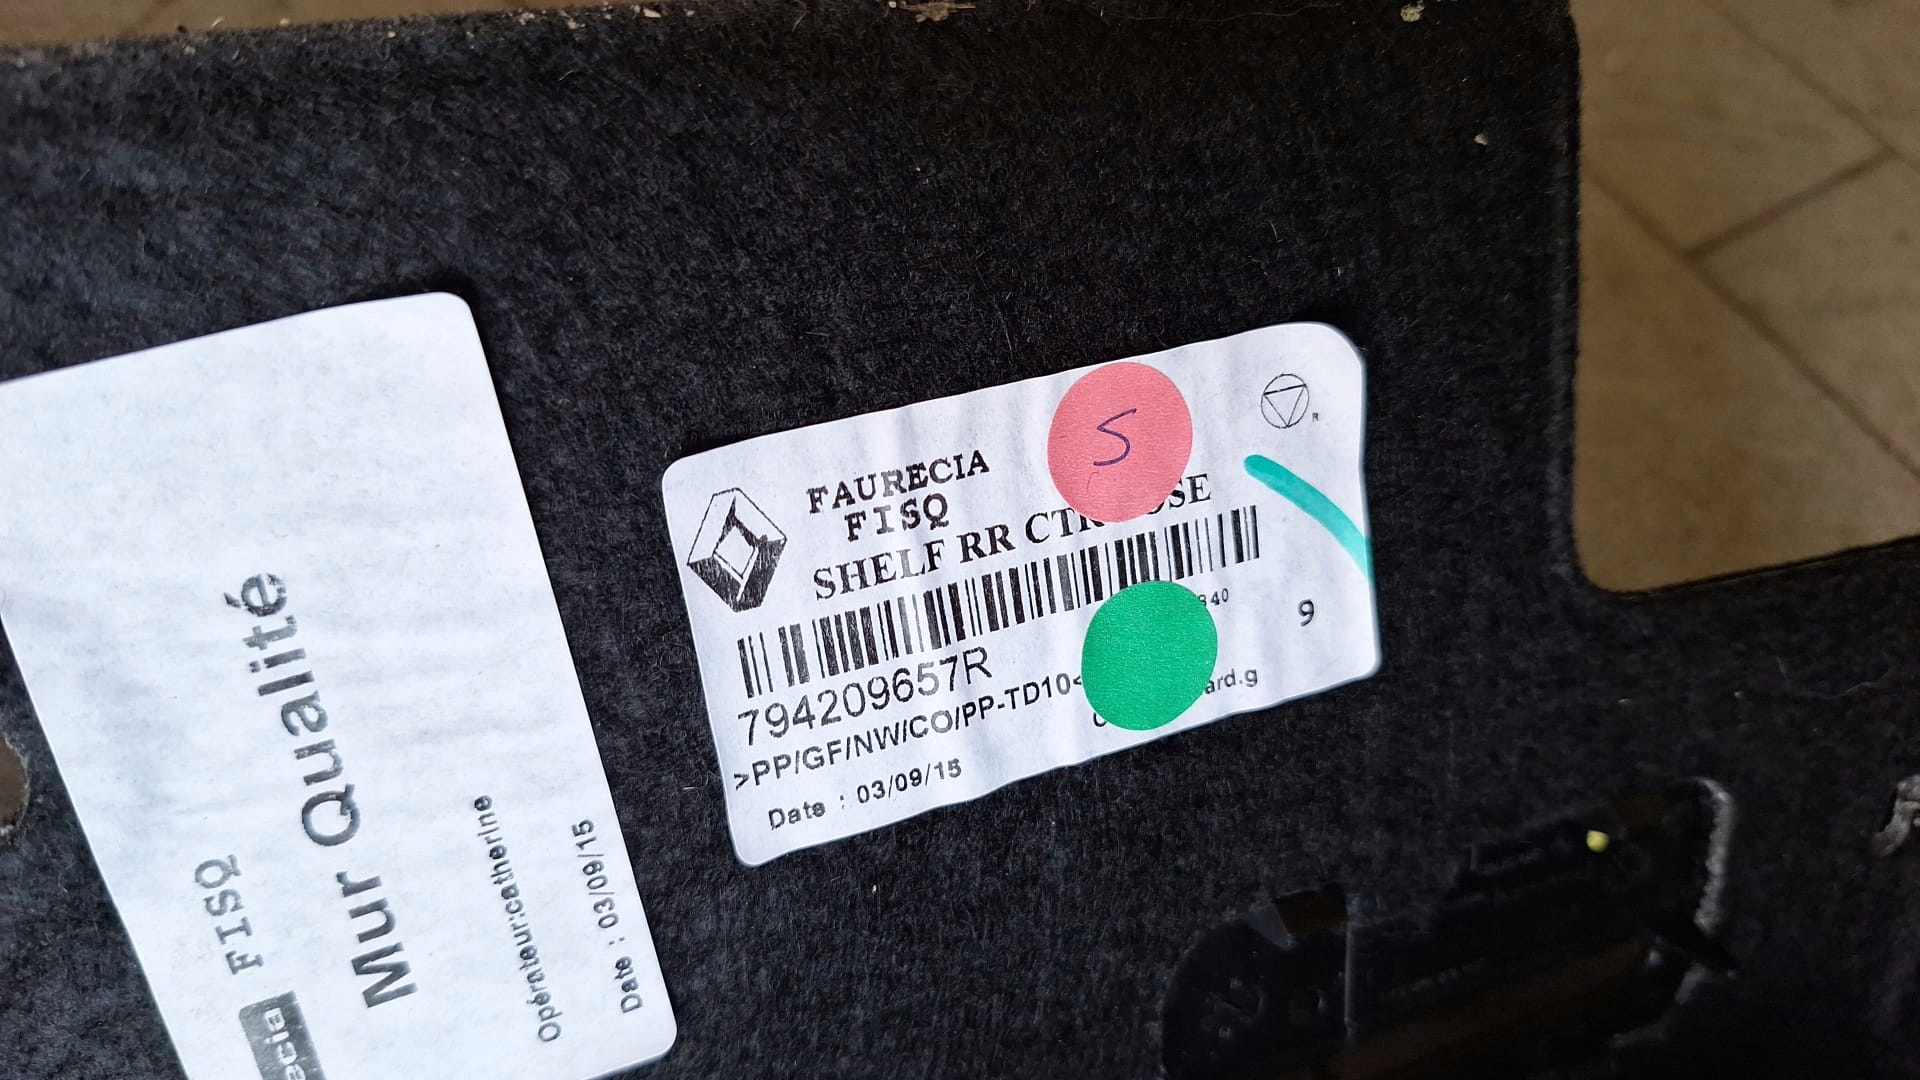 FAURECIA
FISQ
SHELF RR CTR
S
794209657R
9
>PP/GF/NW/CO/PP-TD10<
ard.g
Date : 03/09/15
FISQ
Mur Qualité
Opérateur:catherine
Date : 03/09/15